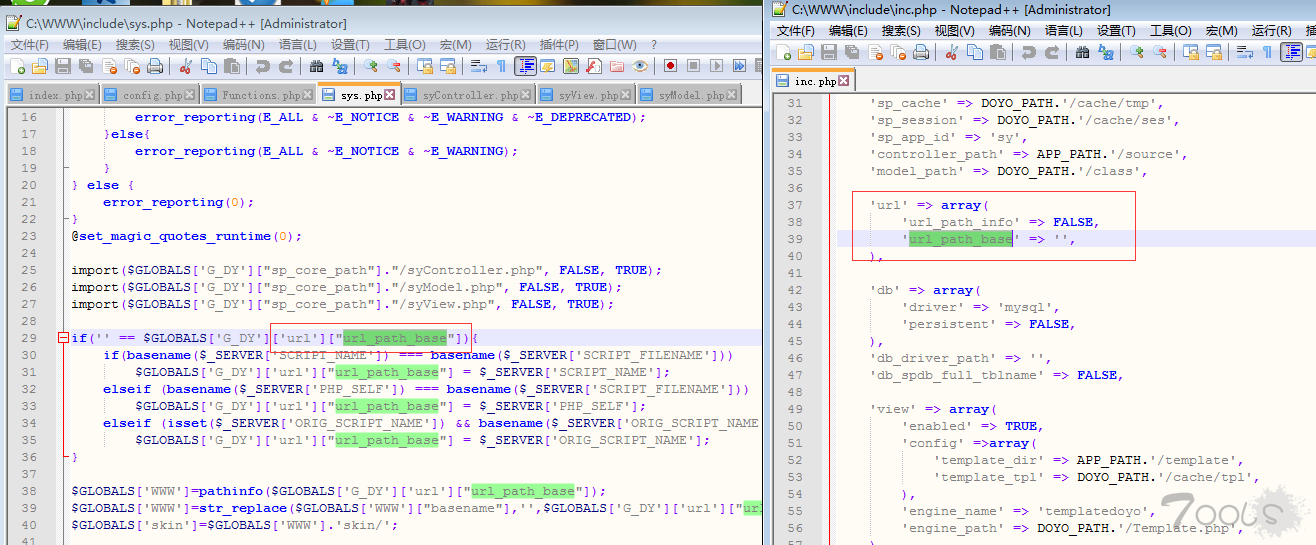 C:\WWW\include\sys.php - Notepad++ [Administrator]
文件(F) 编辑(E) 搜索(S) 视图(V) 编码(N) 语言(L) 设置(T) 工具(O) 宏(M) 运行(R) 插件(P) 窗口(W) ?
index.php config.php Functions.php sys.php syController.php syView.php syModel.php
16 error_reporting(E_ALL & ~E_NOTICE & ~E_WARNING & ~E_DEPRECATED);
17 }else{
18 error_reporting(E_ALL & ~E_NOTICE & ~E_WARNING);
19 }
20 } else {
21 error_reporting(0);
22 }
23 @set_magic_quotes_runtime(0);
24
25 import($GLOBALS['G_DY']["sp_core_path"]."/syController.php", FALSE, TRUE);
26 import($GLOBALS['G_DY']["sp_core_path"]."/syModel.php", FALSE, TRUE);
27 import($GLOBALS['G_DY']["sp_core_path"]."/syView.php", FALSE, TRUE);
28
29 if('' == $GLOBALS['G_DY']['url']["url_path_base"]){
30 if(basename($_SERVER['SCRIPT_NAME']) === basename($_SERVER['SCRIPT_FILENAME']))
31 $GLOBALS['G_DY']['url']["url_path_base"] = $_SERVER['SCRIPT_NAME'];
32 elseif (basename($_SERVER['PHP_SELF']) === basename($_SERVER['SCRIPT_FILENAME']))
33 $GLOBALS['G_DY']['url']["url_path_base"] = $_SERVER['PHP_SELF'];
34 elseif (isset($_SERVER['ORIG_SCRIPT_NAME']) && basename($_SERVER['ORIG_SCRIPT_NAME
35 $GLOBALS['G_DY']['url']["url_path_base"] = $_SERVER['ORIG_SCRIPT_NAME'];
36 }
37
38 $GLOBALS['WWW']=pathinfo($GLOBALS['G_DY']['url']["url_path_base"]);
39 $GLOBALS['WWW']=str_replace($GLOBALS['WWW']["basename"],'',$GLOBALS['G_DY']['url']["url
40 $GLOBALS['skin']=$GLOBALS['WWW'].'skin/';
41
C:\WWW\include\inc.php - Notepad++ [Administrator]
文件(F) 编辑(E) 搜索(S) 视图(V) 编码(N) 语言(L) 设置(T) 工具(O) 宏(M) 运行(R)
inc.php
31 'sp_cache' => DOYO_PATH.'/cache/tmp',
32 'sp_session' => DOYO_PATH.'/cache/ses',
33 'sp_app_id' => 'sy',
34 'controller_path' => APP_PATH.'/source',
35 'model_path' => DOYO_PATH.'/class',
36
37 'url' => array(
38 'url_path_info' => FALSE,
39 'url_path_base' => '',
40 ),
41
42 'db' => array(
43 'driver' => 'mysql',
44 'persistent' => FALSE,
45 ),
46 'db_driver_path' => '',
47 'db_spdb_full_tblname' => FALSE,
48
49 'view' => array(
50 'enabled' => TRUE,
51 'config' =>array(
52 'template_dir' => APP_PATH.'/template',
53 'template_tpl' => DOYO_PATH.'/cache/tpl',
54 ),
55 'engine_name' => 'templatedoyo',
56 'engine_path' => DOYO_PATH.'/Template.php',
57 ),
7ools